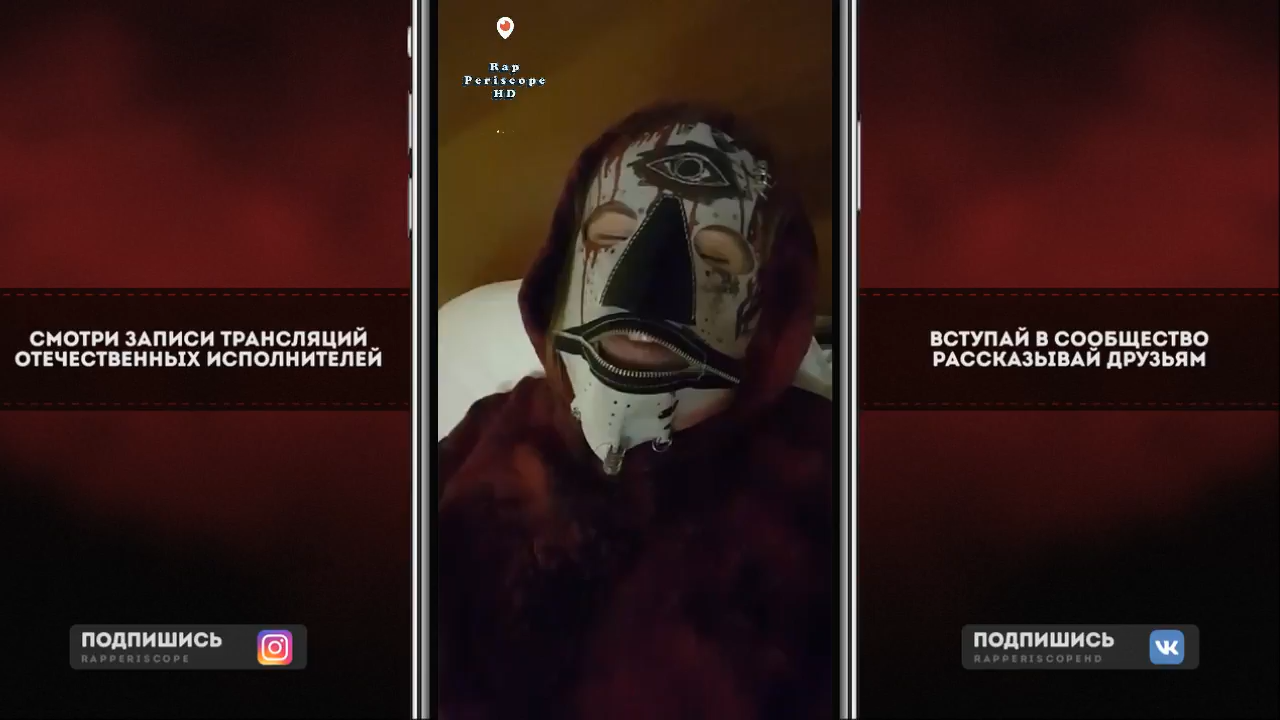 Rap
Periscope
HD
СМОТРИ ЗАПИСИ ТРАНСЛЯЦИЙ
ОТЕЧЕСТВЕННЫХ ИСПОЛНИТЕЛЕЙ
ВСТУПАЙ В СООБЩЕСТВО
РАССКАЗЫВАЙ ДРУЗЬЯМ
ПОДПИШИСЬ
RAPPERISCOPE
ПОДПИШИСЬ
RAPPERISCOPEHD